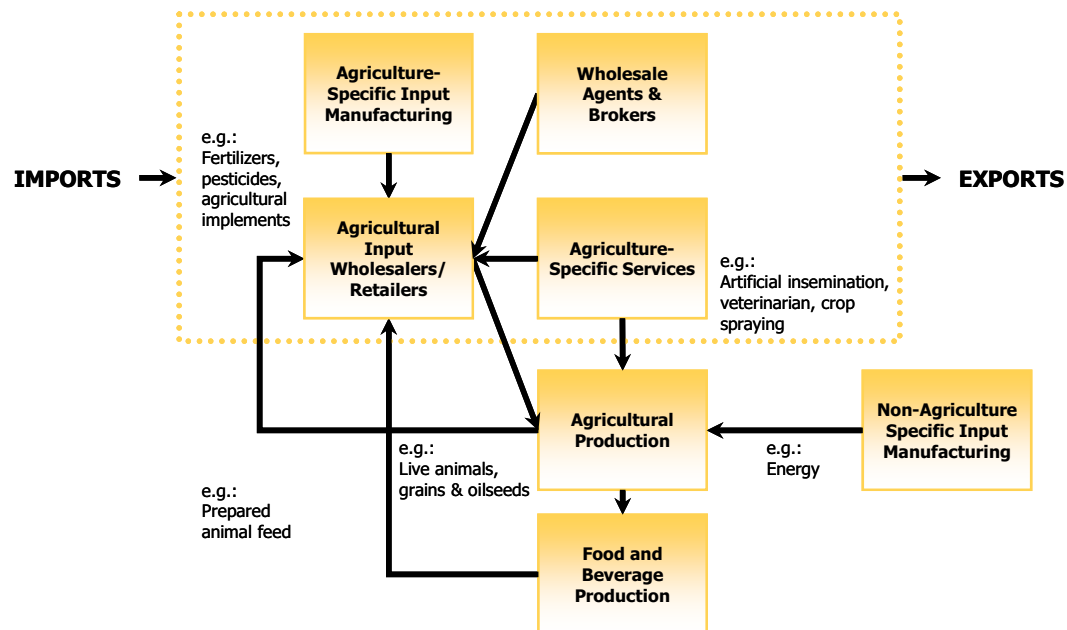 Agriculture-
Specific Input
Manufacturing
Wholesale
Agents &
Brokers
e.g.:
Fertilizers,
pesticides,
agricultural
implements
IMPORTS
EXPORTS
Agricultural
Input
Wholesalers/
Retailers
Agriculture-
Specific Services
e.g.:
Artificial insemination,
veterinarian, crop
spraying
Agricultural
Production
Non-Agriculture
Specific Input
Manufacturing
e.g.:
Live animals,
grains & oilseeds
e.g.:
Energy
e.g.:
Prepared
animal feed
Food and
Beverage
Production